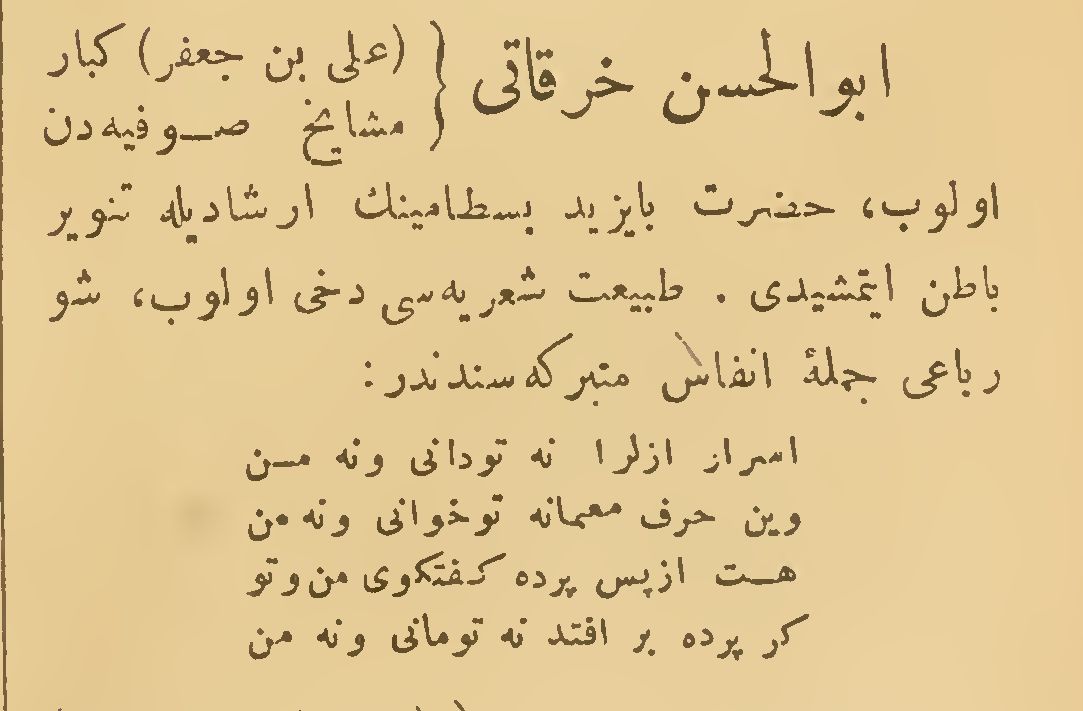 ابوالحسن خرقاتی { (علی بن جعفر) کبار
مشایخ صوفیه‌دن
اولوب، حضرت بایزید بسطامینك ارشادیله تنویر
باطن ایتمشیدی . طبیعت شعریه‌سی دخی اولوب، شو
رباعی جملهٔ انفاس متبرکه‌سندندر:
اسراز ازلرا نه تودانی ونه من
وین حرف معمانه توخوانی ونه من
هست ازپس پرده کفتکوی من وتو
کر پرده بر افتد نه تومانی ونه من